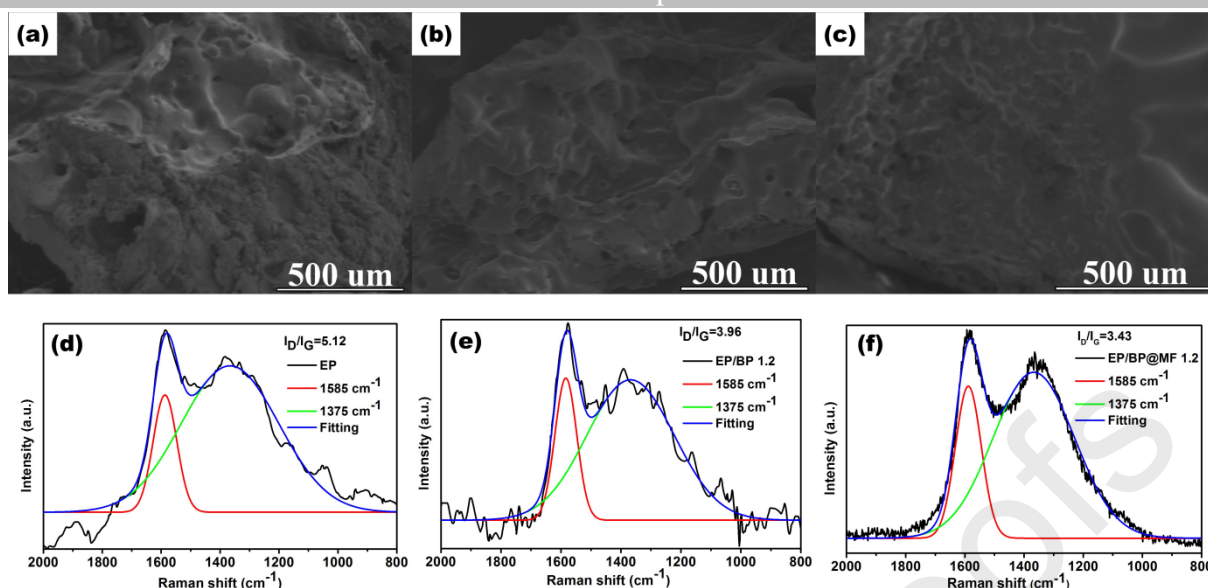 (a)
(b)
(c)
500 um
500 um
500 um
(d)
I_D/I_G=5.12
EP
1585 cm⁻¹
1375 cm⁻¹
Fitting
Intensity (a.u.)
2000 1800 1600 1400 1200 1000 800
Raman shift (cm⁻¹)
(e)
I_D/I_G=3.96
EP/BP 1.2
1585 cm⁻¹
1375 cm⁻¹
Fitting
Intensity (a.u.)
2000 1800 1600 1400 1200 1000 800
Raman shift (cm⁻¹)
(f)
I_D/I_G=3.43
EP/BP@MF 1.2
1585 cm⁻¹
1375 cm⁻¹
Fitting
Intensity (a.u.)
2000 1800 1600 1400 1200 1000 800
Raman shift (cm⁻¹)
oofs